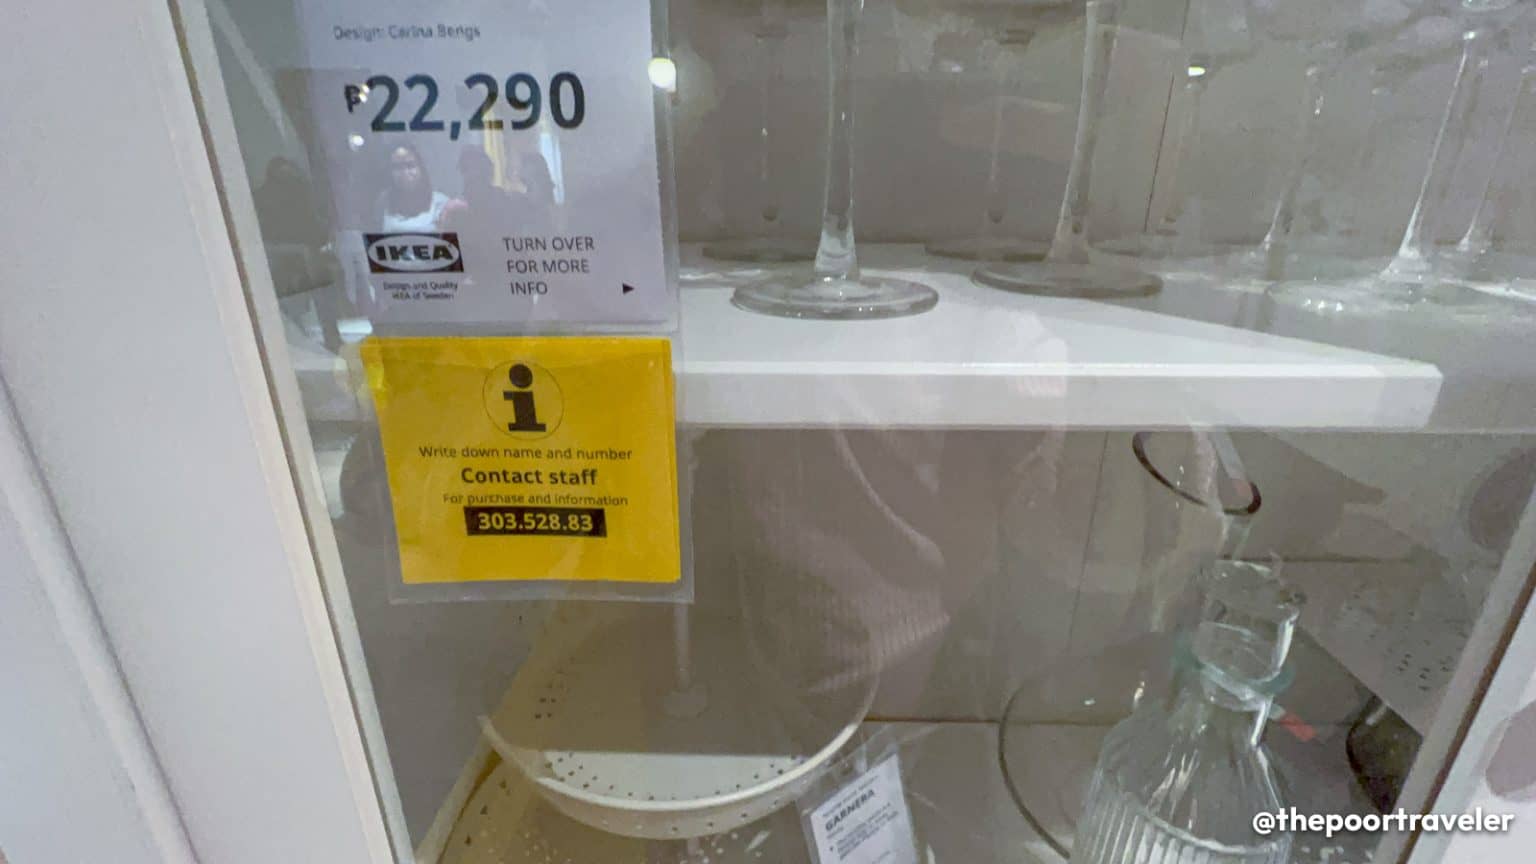 Design: Carina Bengs
₱22,290
IKEA
Design and Quality
IKEA of Sweden
TURN OVER
FOR MORE
INFO
Write down name and number
Contact staff
For purchase and information
303.528.83
GARNERA
@thepoortraveler